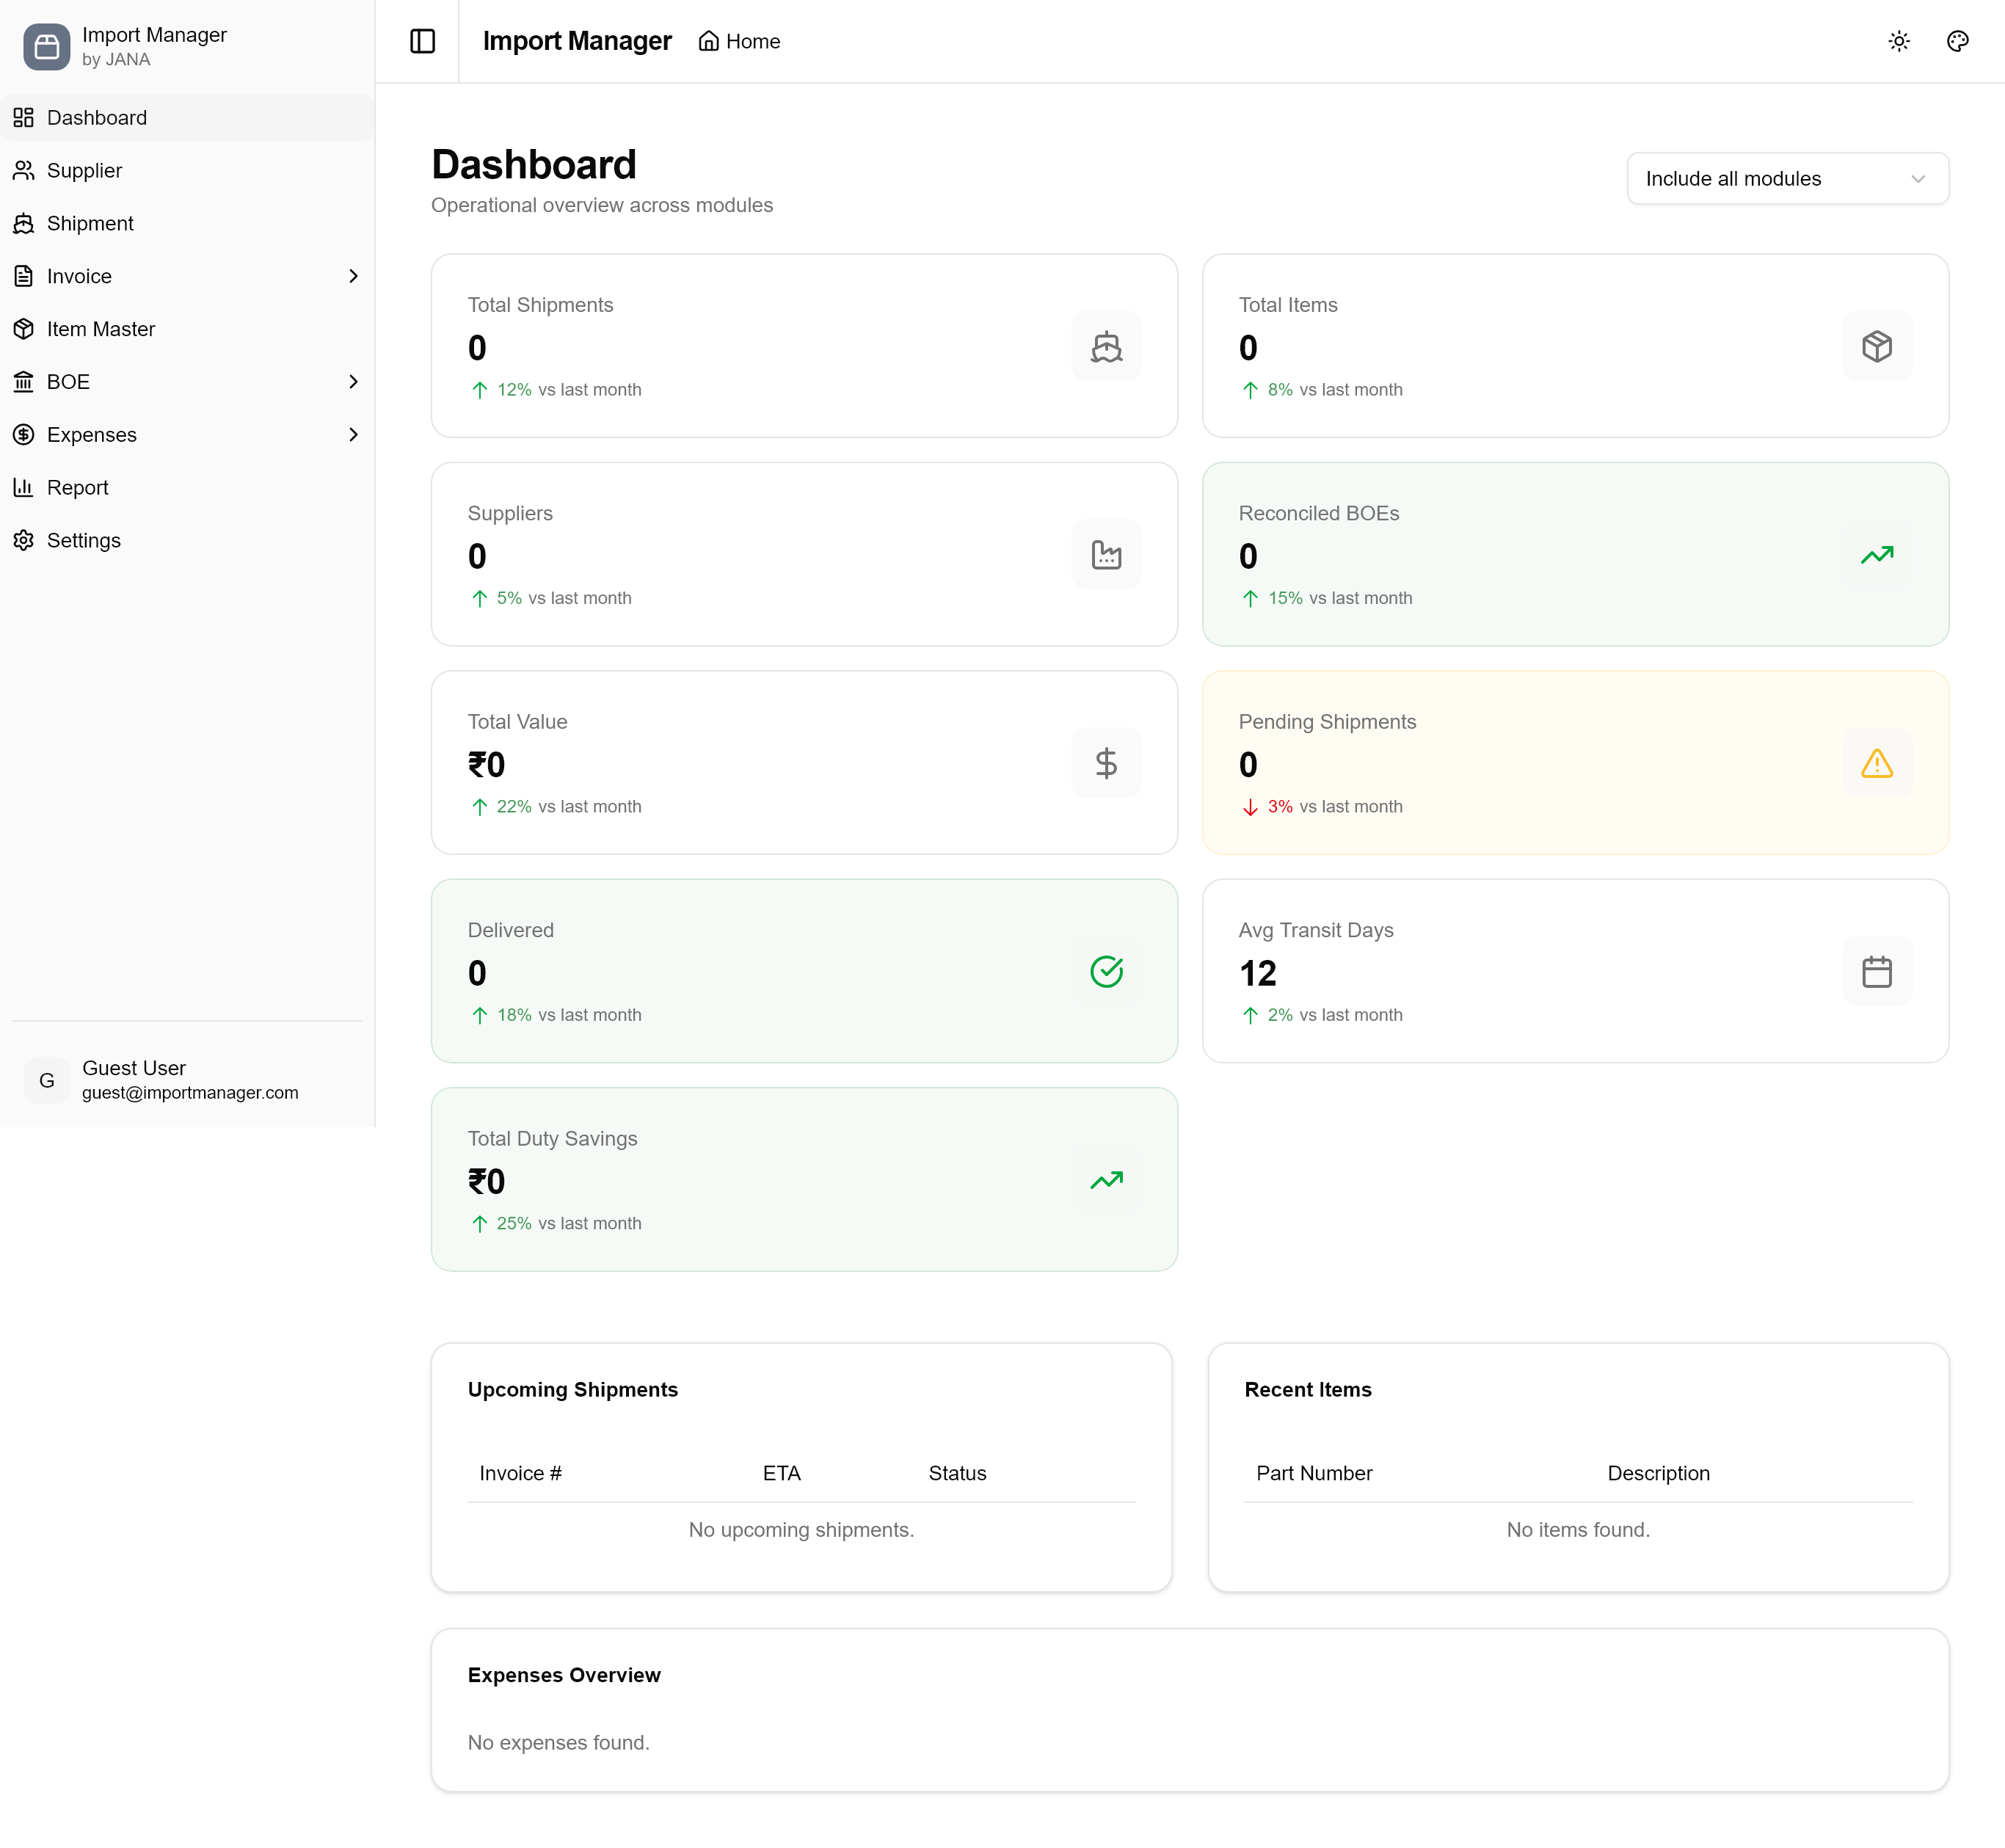 Import Manager
by JANA
Dashboard
Supplier
Shipment
Invoice
Item Master
BOE
Expenses
Report
Settings
G
Guest User
guest@importmanager.com
Import Manager
Home
Dashboard
Operational overview across modules
Include all modules
Total Shipments
0
12% vs last month
Total Items
0
8% vs last month
Suppliers
0
5% vs last month
Reconciled BOEs
0
15% vs last month
Total Value
₹0
22% vs last month
Pending Shipments
0
3% vs last month
Delivered
0
18% vs last month
Avg Transit Days
12
2% vs last month
Total Duty Savings
₹0
25% vs last month
Upcoming Shipments
Invoice # ETA Status
No upcoming shipments.
Recent Items
Part Number Description
No items found.
Expenses Overview
No expenses found.